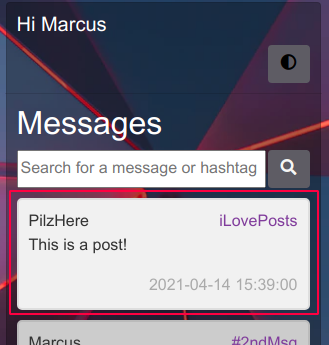 Hi Marcus
Messages
Search for a message or hashtag
PilzHere iLovePosts
This is a post!
2021-04-14 15:39:00
Marcus #2ndMsg